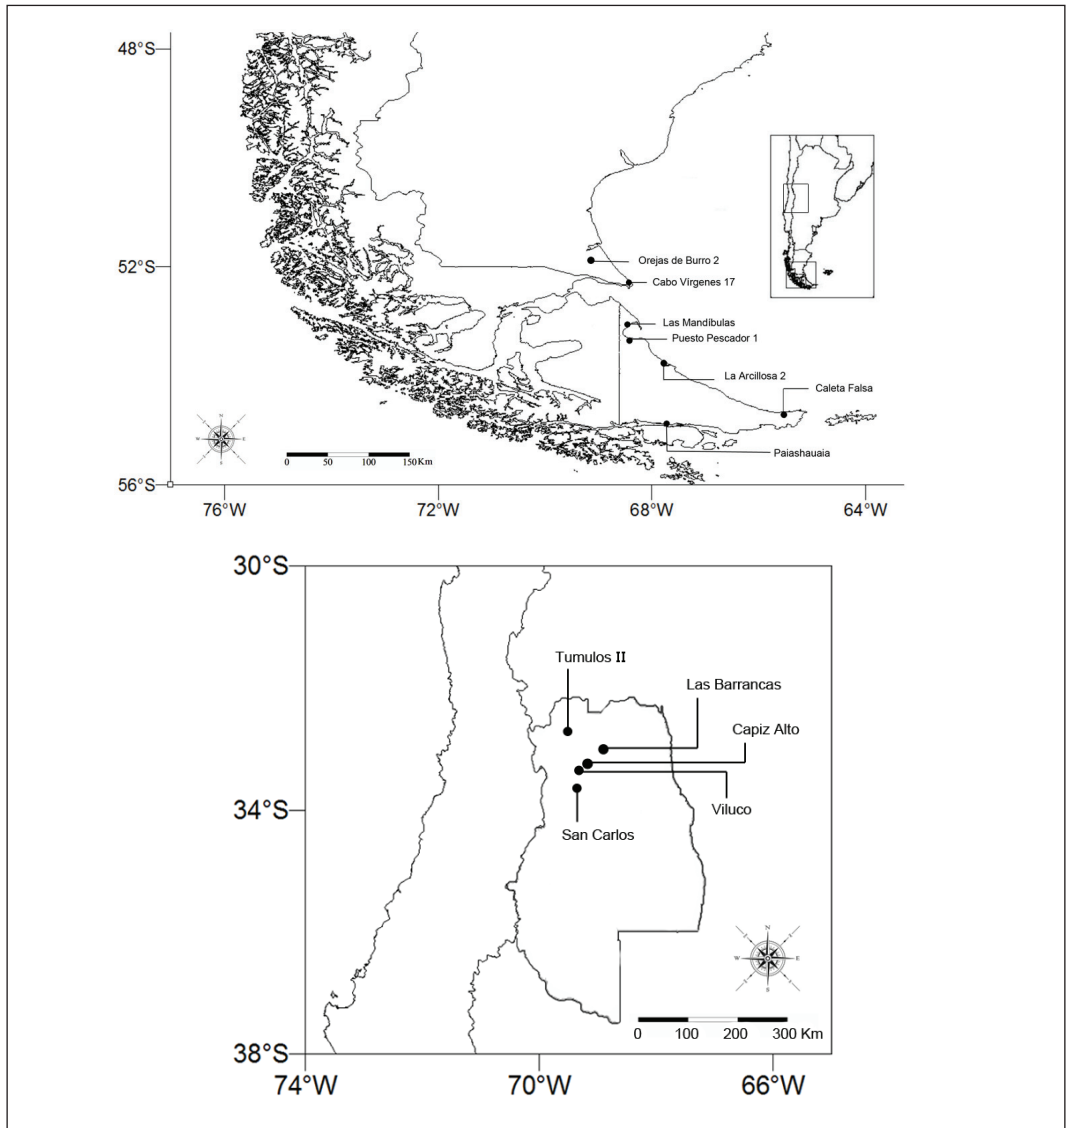 48°S
52°S
Orejas de Burro 2
Cabo Vírgenes 17
Las Mandíbulas
Puesto Pescador 1
La Arcillosa 2
Caleta Falsa
Paiashauaia
N
W E
S
0 50 100 150 Km
56°S
76°W 72°W 68°W 64°W
30°S
Tumulos II
Las Barrancas
Capiz Alto
Viluco
34°S
San Carlos
N
W E
S
0 100 200 300 Km
38°S
74°W 70°W 66°W